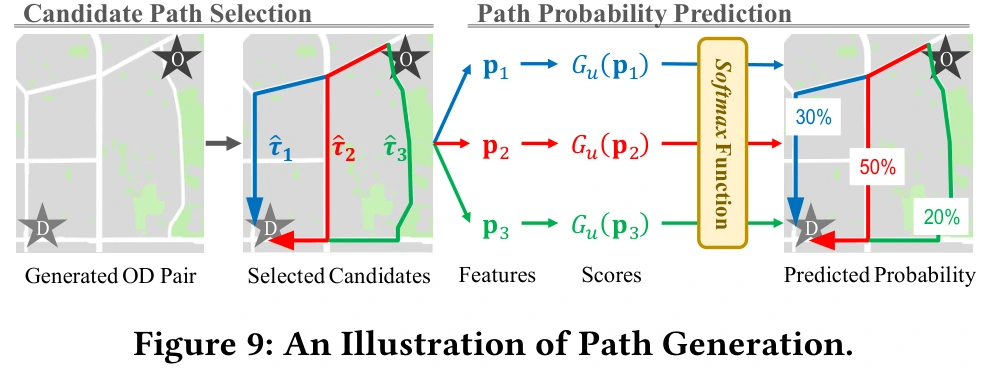 Candidate Path Selection
Path Probability Prediction
O
D
O
D
τ̂₁
τ̂₂
τ̂₃
p₁
Gᵤ(p₁)
p₂
Gᵤ(p₂)
p₃
Gᵤ(p₃)
Softmax Function
O
D
30%
50%
20%
Generated OD Pair
Selected Candidates
Features
Scores
Predicted Probability
Figure 9: An Illustration of Path Generation.